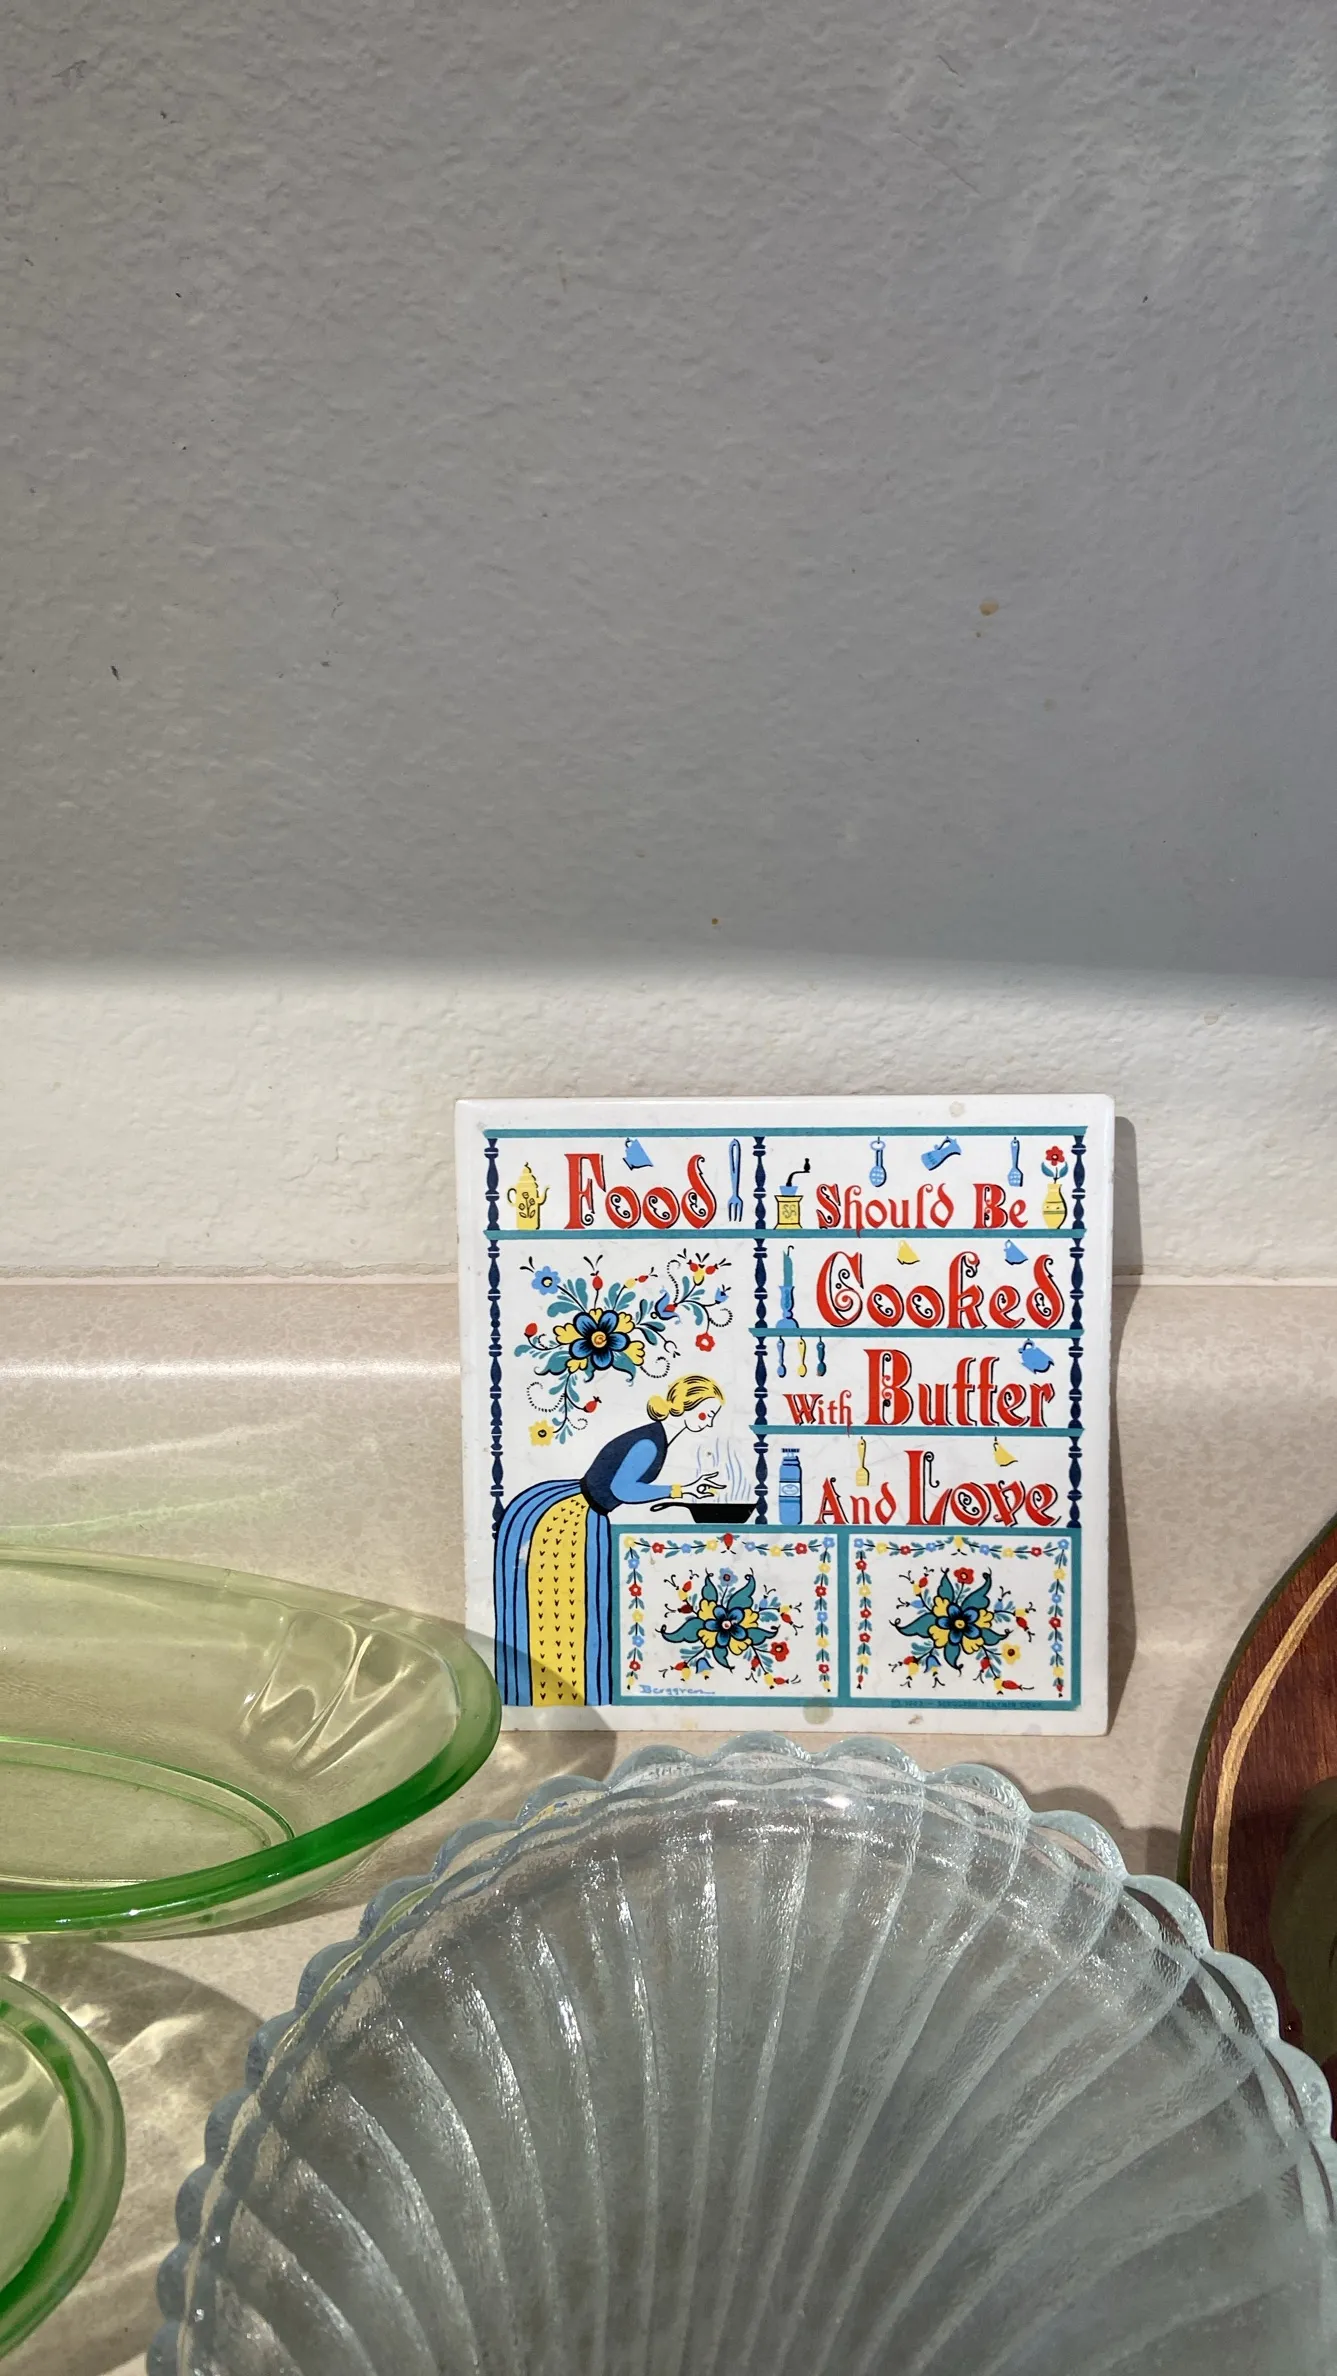 Food
Should Be
Cooked
With Butter
And Love
Berggren